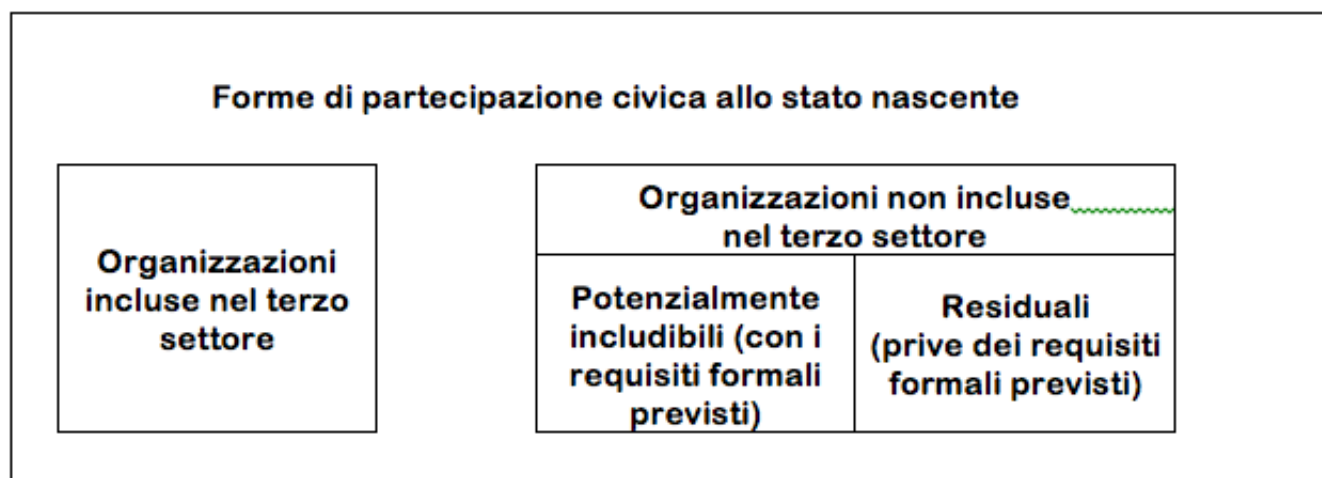 Forme di partecipazione civica allo stato nascente
Organizzazioni
incluse nel terzo
settore
Organizzazioni non incluse
nel terzo settore
Potenzialmente
includibili (con i
requisiti formali
previsti)
Residuali
(prive dei requisiti
formali previsti)